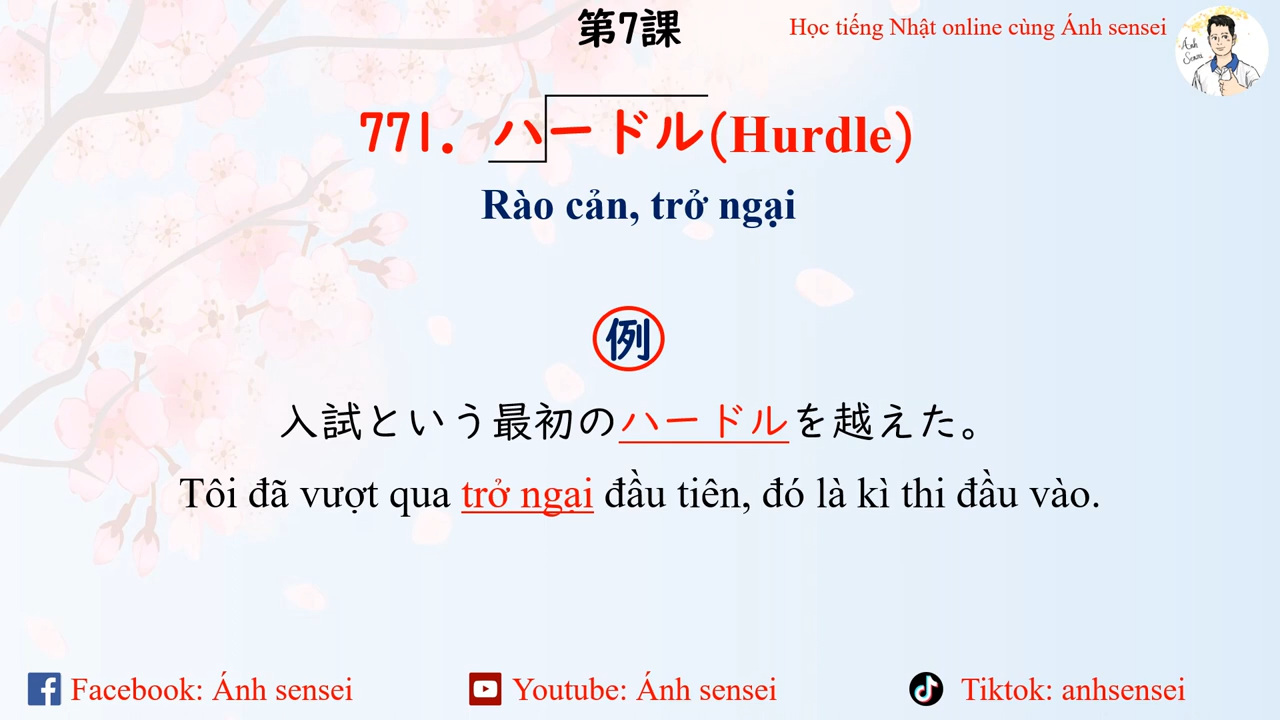 第7課
Học tiếng Nhật online cùng Ánh sensei
Ánh Sensei
771. ハードル(Hurdle)
Rào cản, trở ngại
例
入試という最初のハードルを越えた。
Tôi đã vượt qua trở ngại đầu tiên, đó là kì thi đầu vào.
Facebook: Ánh sensei
Youtube: Ánh sensei
Tiktok: anhsensei